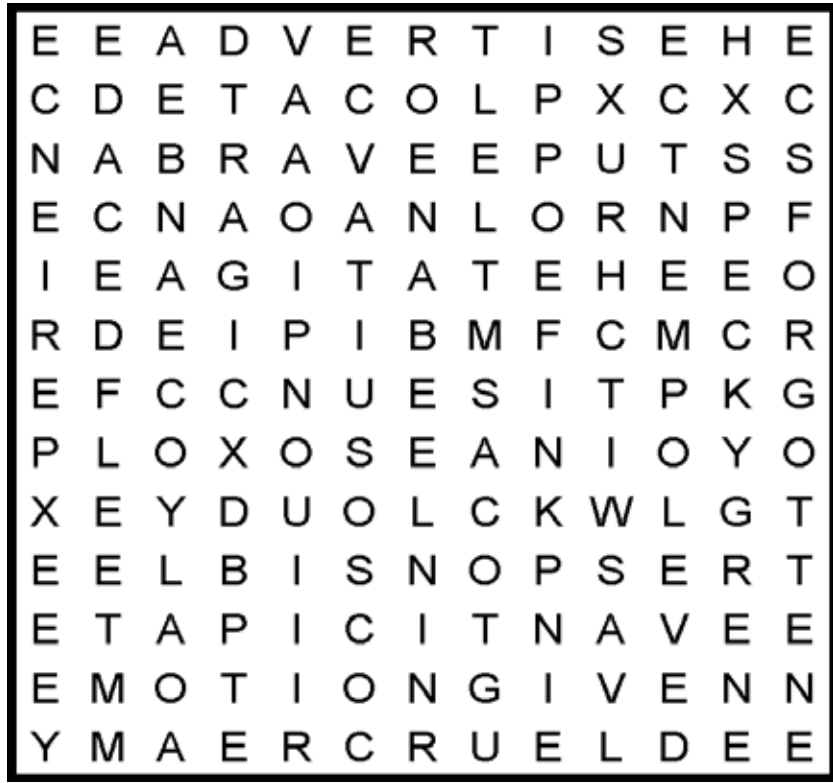 E E A D V E R T I S E H E
C D E T A C O L P X C X C
N A B R A V E E P U T S S
E C N A O A N L O R N P F
I E A G I T A T E H E E O
R D E I P I B M F C M C R
E F C C N U E S I T P K G
P L O X O S E A N I O Y O
X E Y D U O L C K W L G T
E E L B I S N O P S E R T
E T A P I C I T N A V E E
E M O T I O N G I V E N N
Y M A E R C R U E L D E E